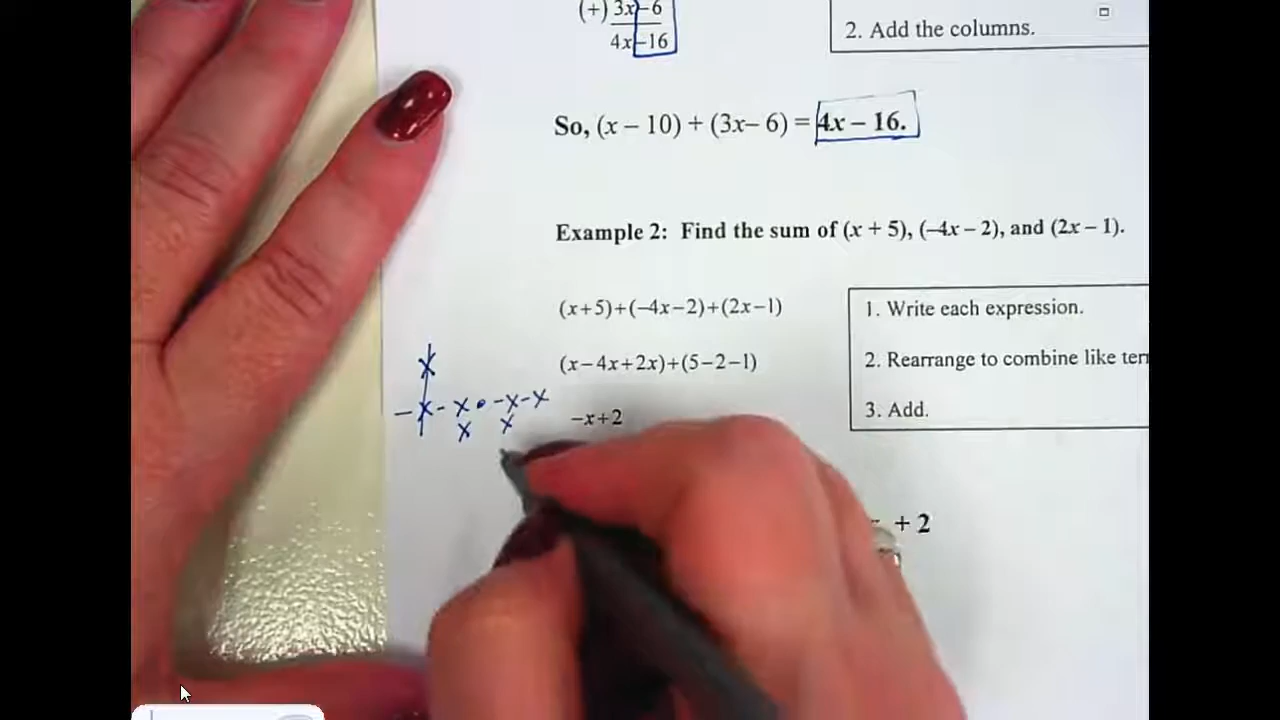 (+) 3x -6
4x -16
2. Add the columns.
So, (x – 10) + (3x– 6) = 4x – 16.
Example 2: Find the sum of (x + 5), (–4x – 2), and (2x – 1).
(x+5)+(−4x−2)+(2x−1)
1. Write each expression.
(x−4x+2x)+(5−2−1)
2. Rearrange to combine like
3. Add.
x
-x- x • -x-x
x x
−x+2
+ 2